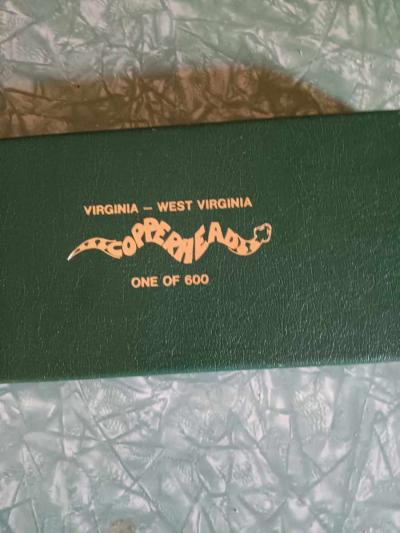 VIRGINIA — WEST VIRGINIA
COPPERHEAD
ONE OF 600